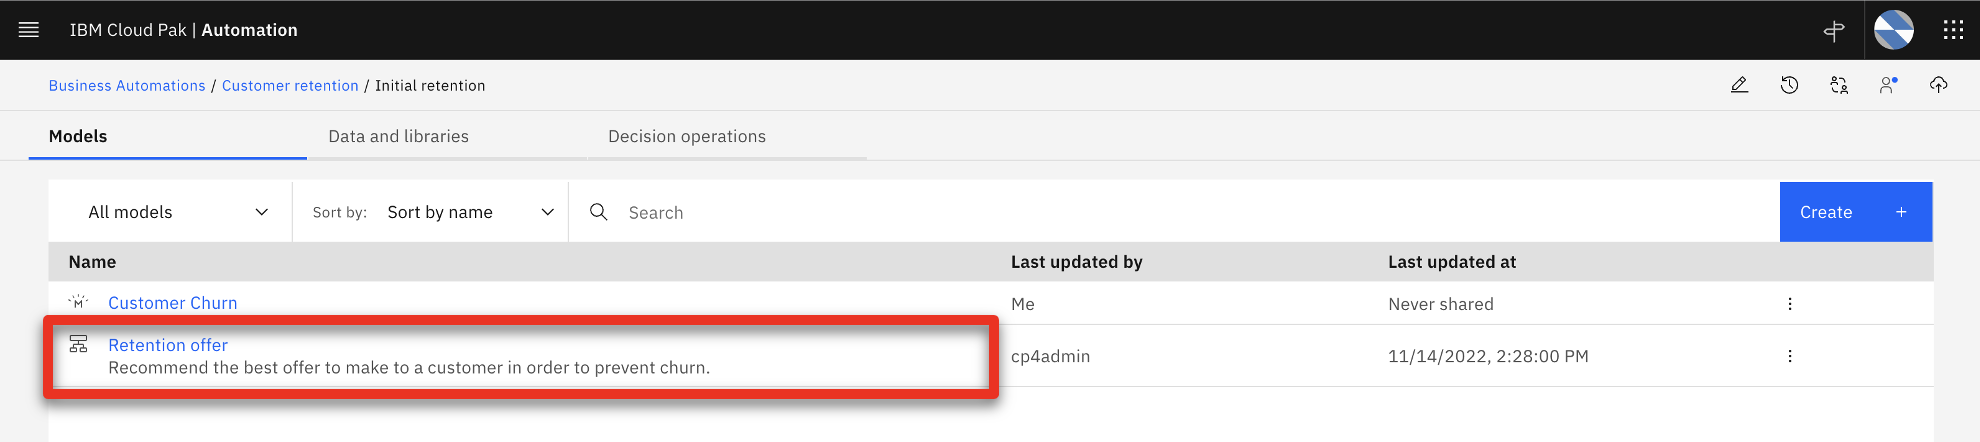 IBM Cloud Pak | Automation
Business Automations / Customer retention / Initial retention
Models Data and libraries Decision operations
All models Sort by: Sort by name Search Create +
Name Last updated by Last updated at
M Customer Churn Me Never shared
Retention offer
Recommend the best offer to make to a customer in order to prevent churn.
cp4admin 11/14/2022, 2:28:00 PM